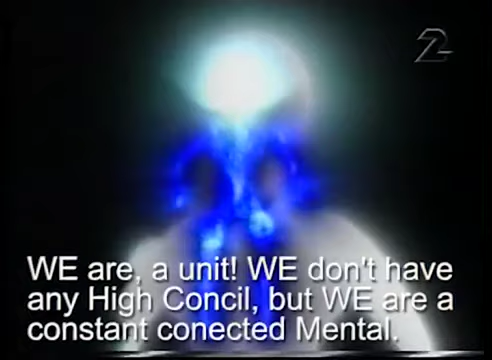 2
WE are, a unit! WE don't have
any High Concil, but WE are a
constant conected Mental.